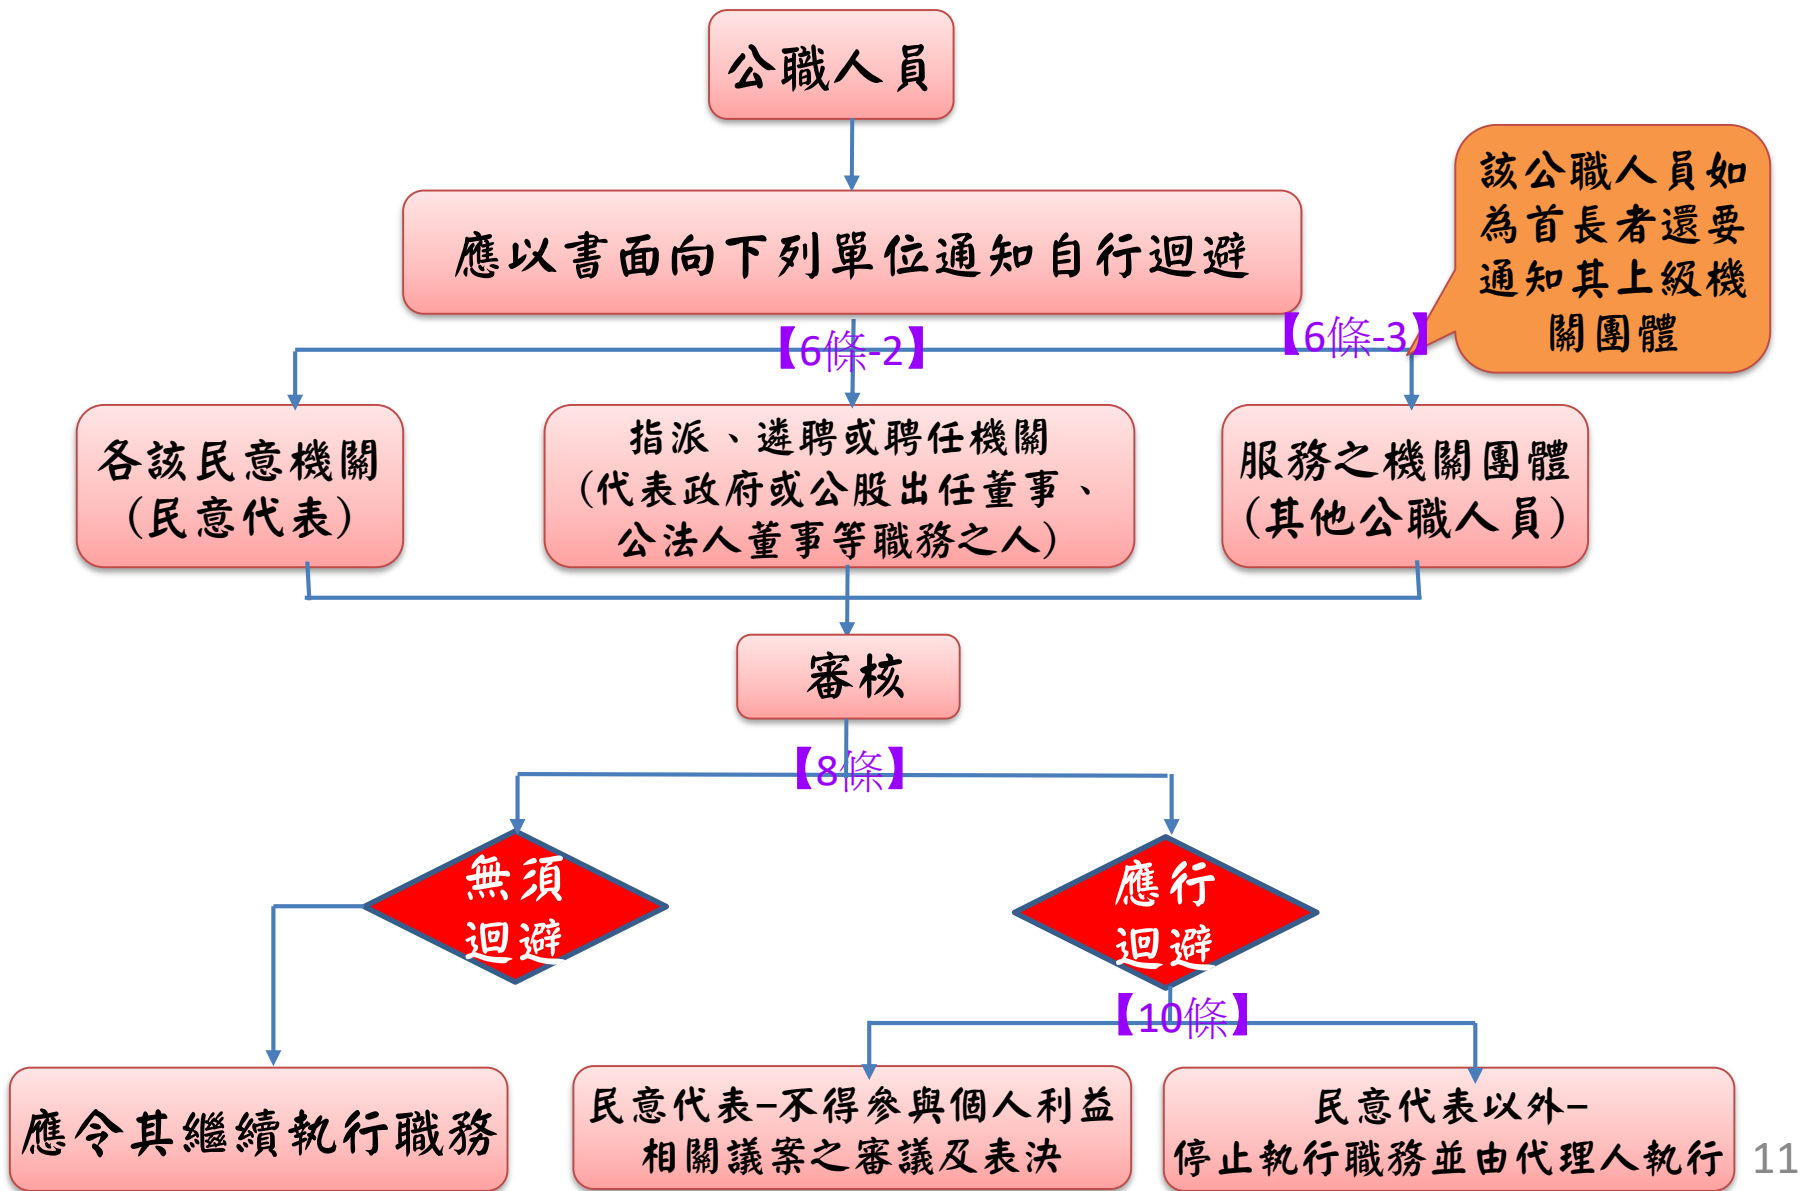 公職人員
應以書面向下列單位通知自行迴避
該公職人員如
為首長者還要
通知其上級機
關團體
【6條-2】
【6條-3】
各該民意機關
(民意代表)
指派、遴聘或聘任機關
(代表政府或公股出任董事、
公法人董事等職務之人)
服務之機關團體
(其他公職人員)
審核
【8條】
無須
迴避
應行
迴避
【10條】
應令其繼續執行職務
民意代表-不得參與個人利益
相關議案之審議及表決
民意代表以外-
停止執行職務並由代理人執行
11